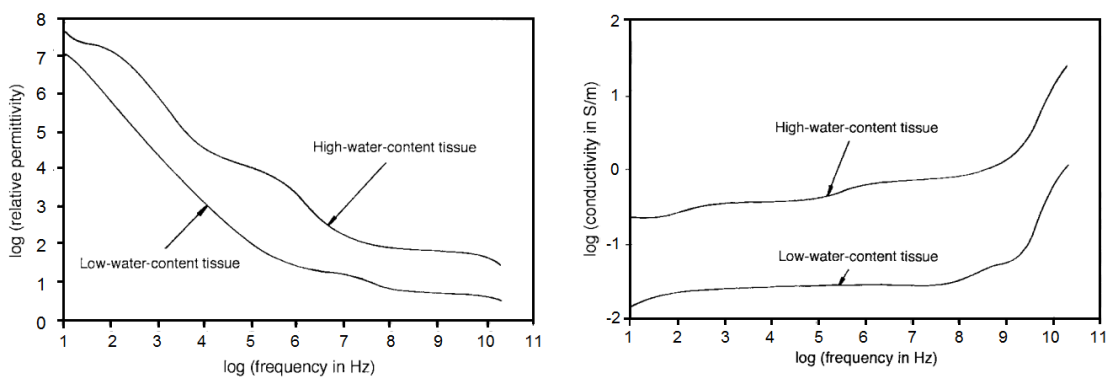 log (relative permittivity)
8
7
6
5
4
3
2
1
0
High-water-content tissue
Low-water-content tissue
1 2 3 4 5 6 7 8 9 10 11
log (frequency in Hz)
log (conductivity in S/m)
2
1
0
-1
-2
High-water-content tissue
Low-water-content tissue
1 2 3 4 5 6 7 8 9 10 11
log (frequency in Hz)